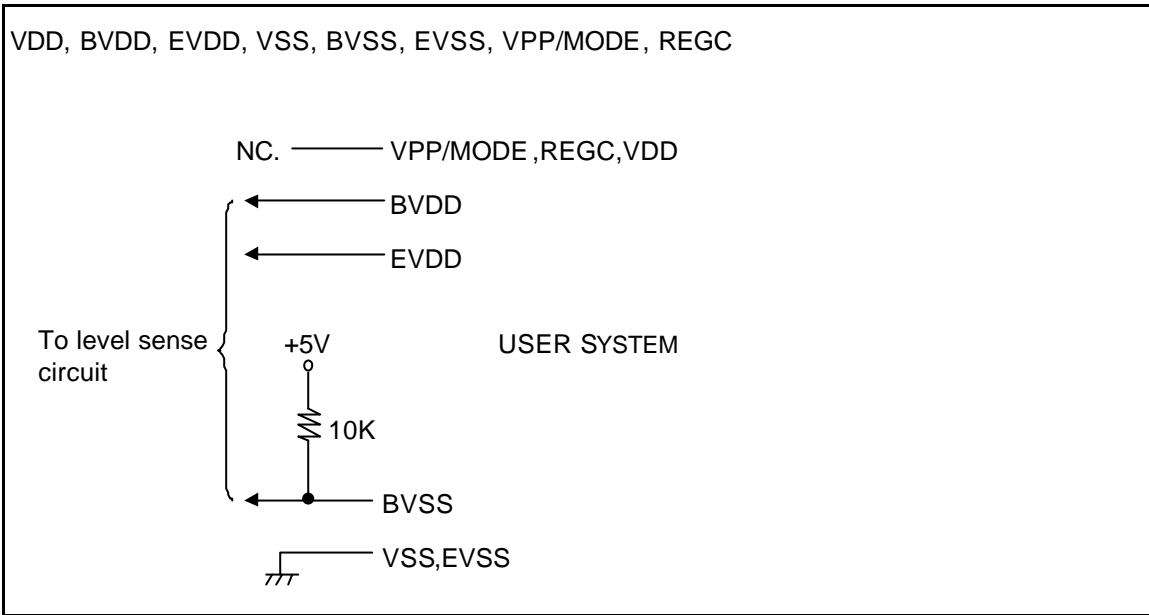 VDD, BVDD, EVDD, VSS, BVSS, EVSS, VPP/MODE, REGC
NC. VPP/MODE,REGC,VDD
BVDD
EVDD
To level sense
circuit
+5V
USER SYSTEM
10K
BVSS
VSS,EVSS